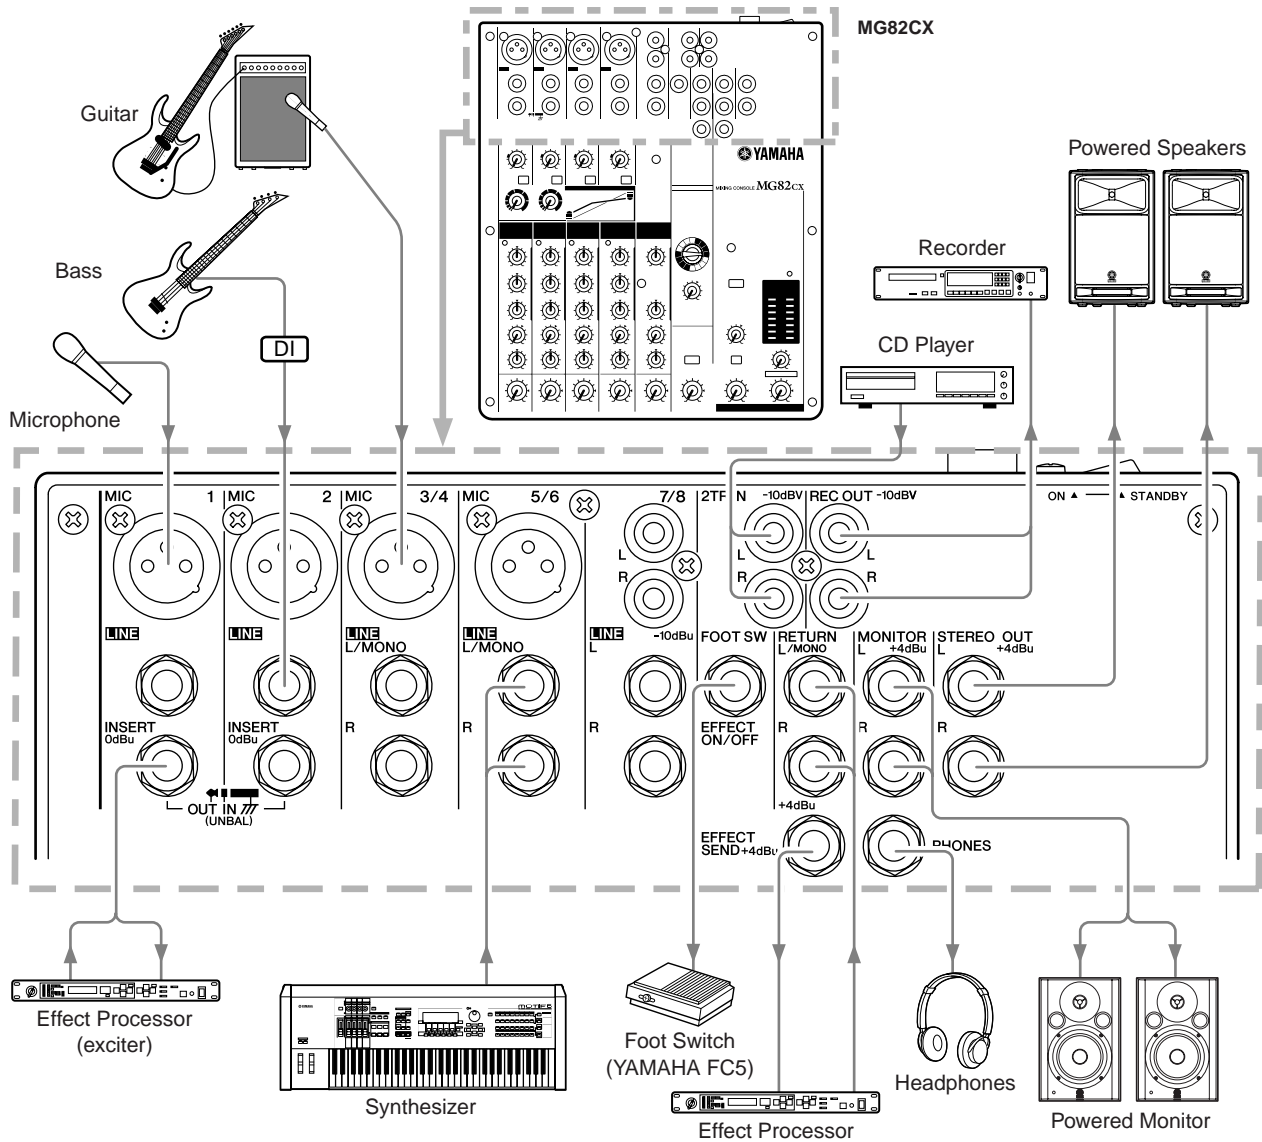 MG82CX
Guitar
YAMAHA
MIXING CONSOLE MG82CX
Powered Speakers
Bass
Recorder
DI
CD Player
Microphone
MIC 1 MIC 2 MIC 3/4 MIC 5/6 7/8 2TR IN -10dBV REC OUT -10dBV ON ▲ — ▲ STANDBY
L L L
R R R
LINE LINE LINE LINE LINE -10dBu FOOT SW RETURN MONITOR STEREO OUT
L/MONO L/MONO L L/MONO L +4dBu L +4dBu
INSERT INSERT R R R EFFECT R R R
0dBu 0dBu ON/OFF
OUT IN
(UNBAL)
+4dBu
EFFECT PHONES
SEND+4dBu
Effect Processor
(exciter)
YAMAHA
MOTIF 8
Synthesizer
Foot Switch
(YAMAHA FC5)
Headphones
Powered Monitor
Effect Processor